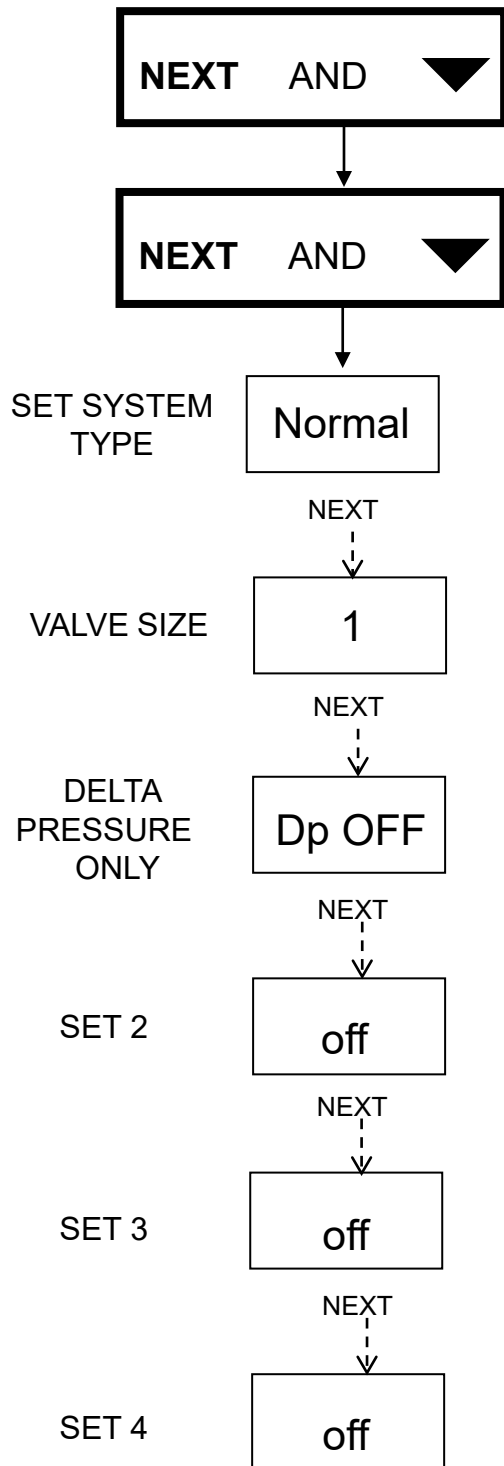 NEXT AND
NEXT AND
SET SYSTEM
TYPE
Normal
NEXT
VALVE SIZE
1
NEXT
DELTA
PRESSURE
ONLY
Dp OFF
NEXT
SET 2
off
NEXT
SET 3
off
NEXT
SET 4
off